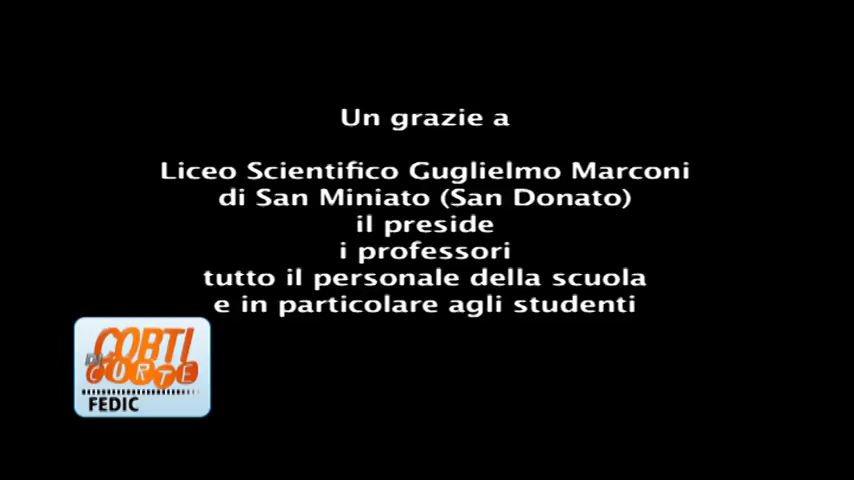 Un grazie a
Liceo Scientifico Guglielmo Marconi
di San Miniato (San Donato)
il preside
i professori
tutto il personale della scuola
e in particolare agli studenti
CORTI
DI
CORTE
FEDIC